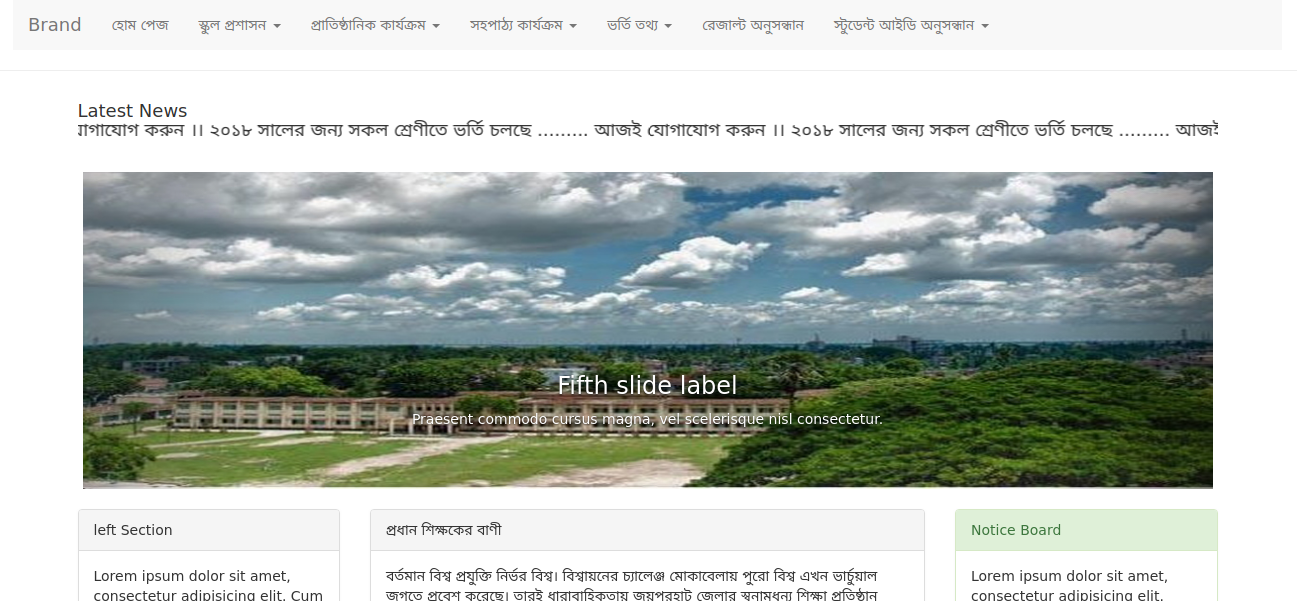 Brand হোম পেজ স্কুল প্রশাসন প্রাতিষ্ঠানিক কার্যক্রম সহপাঠ্য কার্যক্রম ভর্তি তথ্য রেজাল্ট অনুসন্ধান স্টুডেন্ট আইডি অনুসন্ধান
Latest News
যোগাযোগ করুন ।। ২০১৮ সালের জন্য সকল শ্রেণীতে ভর্তি চলছে ......... আজই যোগাযোগ করুন ।। ২০১৮ সালের জন্য সকল শ্রেণীতে ভর্তি চলছে ......... আজই
Fifth slide label
Praesent commodo cursus magna, vel scelerisque nisl consectetur.
left Section
Lorem ipsum dolor sit amet,
consectetur adipisicing elit. Cum
প্রধান শিক্ষকের বাণী
বর্তমান বিশ্ব প্রযুক্তি নির্ভর বিশ্ব। বিশ্বায়নের চ্যালেঞ্জ মোকাবেলায় পুরো বিশ্ব এখন ভার্চুয়াল
জগতে প্রবেশ করেছে। তারই ধারাবাহিকতায় জয়পুরহাট জেলার স্বনামধন্য শিক্ষা প্রতিষ্ঠান
Notice Board
Lorem ipsum dolor sit amet,
consectetur adipisicing elit.